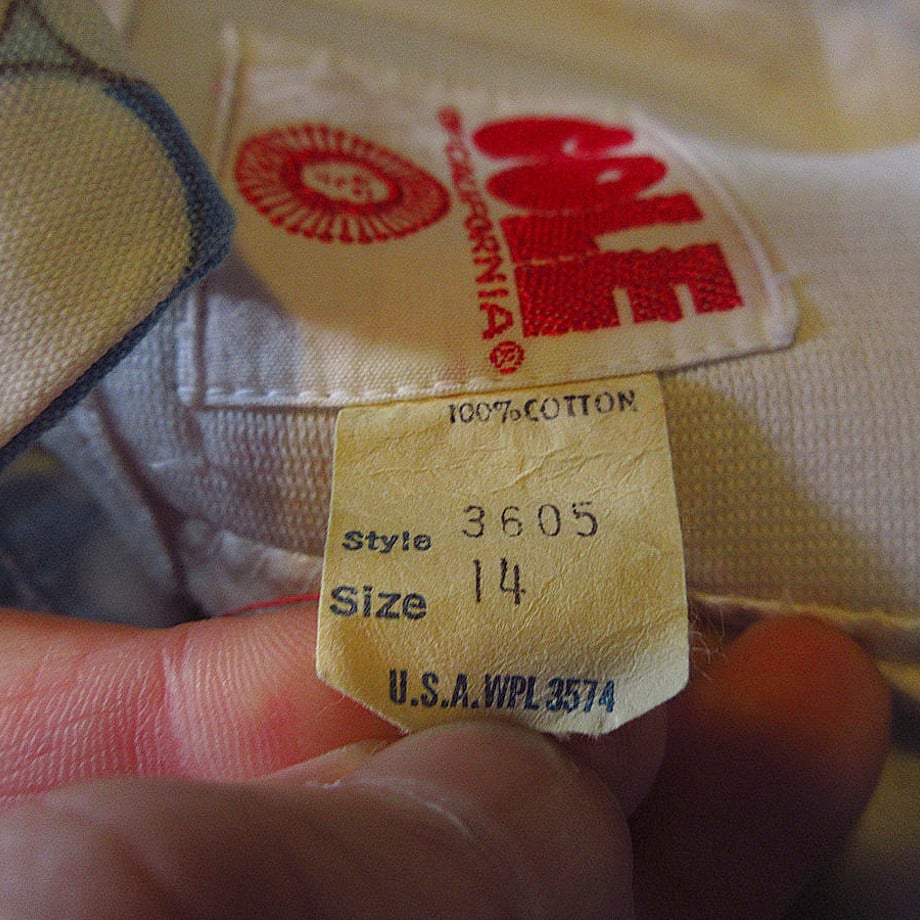 COLE
OF CALIFORNIA®
100% COTTON
Style 3605
Size 14
U.S.A. WPL 3574